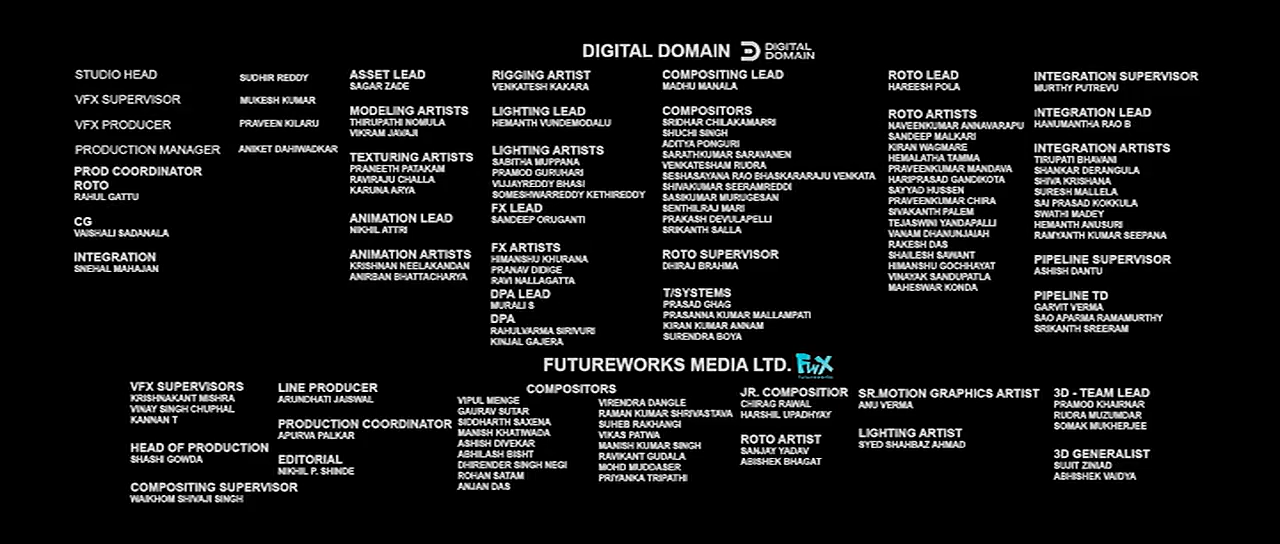 DIGITAL DOMAIN DIGITAL DOMAIN
STUDIO HEAD SUDHIR REDDY
VFX SUPERVISOR MUKESH KUMAR
VFX PRODUCER PRAVEEN KILARU
PRODUCTION MANAGER ANIKET DAHIWADKAR
PROD COORDINATOR
ROTO
RAHUL GATTU
CG
VAISHALI SADANALA
INTEGRATION
SNEHAL MAHAJAN
ASSET LEAD
SAGAR ZADE
MODELING ARTISTS
THIRUPATHI NOMULA
VIKRAM JAVAJI
TEXTURING ARTISTS
PRANEETH PATAKAM
RAVIRAJU CHALLA
KARUNA ARYA
ANIMATION LEAD
NIKHIL ATTRI
ANIMATION ARTISTS
KRISHNAN NEELAKANDAN
ANIRBAN BHATTACHARYA
RIGGING ARTIST
VENKATESH KAKARA
LIGHTING LEAD
HEMANTH VUNDEMODALU
LIGHTING ARTISTS
SABITHA MUPPANA
PRAMOD GURUHARI
VIJJAYREDDY BHASI
SOMESHWARREDDY KETHIREDDY
FX LEAD
SANDEEP ORUGANTI
FX ARTISTS
HIMANSHU KHURANA
PRANAV DIDIGE
RAVI NALLAGATTA
DPA LEAD
MURALI S
DPA
RAHULVARMA SIRIVURI
KINJAL GAJERA
COMPOSITING LEAD
MADHU MANALA
COMPOSITORS
SRIDHAR CHILAKAMARRI
SHUCHI SINGH
ADITYA PONGURI
SARATHKUMAR SARAVANEN
VENKATESHAM RUDRA
SESHASAYANA RAO BHASKARARAJU VENKATA
SHIVAKUMAR SEERAMREDDI
SASIKUMAR MURUGESAN
SENTHILRAJ MARI
PRAKASH DEVULAPELLI
SRIKANTH SALLA
ROTO SUPERVISOR
DHIRAJ BRAHMA
T/SYSTEMS
PRASAD GHAG
PRASANNA KUMAR MALLAMPATI
KIRAN KUMAR ANNAM
SURENDRA BOYA
ROTO LEAD
HAREESH POLA
ROTO ARTISTS
NAVEENKUMAR ANNAVARAPU
SANDEEP MALKARI
KIRAN WAGMARE
HEMALATHA TAMMA
PRAVEENKUMAR MANDAVA
HARIPRASAD GANDIKOTA
SAYYAD HUSSEN
PRAVEENKUMAR CHIRA
SIVAKANTH PALEM
TEJASWINI YANDAPALLI
VANAM DHANUNJAIAH
RAKESH DAS
SHAILESH SAWANT
HIMANSHU GOCHHAYAT
VINAYAK SANDUPATLA
MAHESWAR KONDA
INTEGRATION SUPERVISOR
MURTHY PUTREVU
INTEGRATION LEAD
HANUMANTHA RAO B
INTEGRATION ARTISTS
TIRUPATI BHAVANI
SHANKAR DERANGULA
SHIVA KRISHANA
SURESH MALLELA
SAI PRASAD KOKKULA
SWATHI MADEY
HEMANTH ANUSURI
RAMYANTH KUMAR SEEPANA
PIPELINE SUPERVISOR
ASHISH DANTU
PIPELINE TD
GARVIT VERMA
SAO APARMA RAMAMURTHY
SRIKANTH SREERAM
FUTUREWORKS MEDIA LTD. FWX
VFX SUPERVISORS
KRISHNAKANT MISHRA
VINAY SINGH CHUPHAL
KANNAN T
HEAD OF PRODUCTION
SHASHI GOWDA
COMPOSITING SUPERVISOR
WAIKHOM SHIVAJI SINGH
LINE PRODUCER
ARUNDHATI JAISWAL
PRODUCTION COORDINATOR
APURVA PALKAR
EDITORIAL
NIKHIL P. SHINDE
COMPOSITORS
VIPUL MENGE
GAURAV SUTAR
SIDDHARTH SAXENA
MANISH KHATIWADA
ASHISH DIVEKAR
ABHILASH BISHT
DHIRENDER SINGH NEGI
ROHAN SATAM
ANJAN DAS
VIRENDRA DANGLE
RAMAN KUMAR SHRIVASTAVA
SUHEB RAKHANGI
VIKAS PATWA
MANISH KUMAR SINGH
RAVIKANT GUDALA
MOHD MUDDASER
PRIYANKA TRIPATHI
JR. COMPOSITIOR
CHIRAG RAWAL
HARSHIL UPADHYAY
ROTO ARTIST
SANJAY YADAV
ABISHEK BHAGAT
SR.MOTION GRAPHICS ARTIST
ANU VERMA
LIGHTING ARTIST
SYED SHAHBAZ AHMAD
3D - TEAM LEAD
PRAMOD KHAIRNAR
RUDRA MUZUMDAR
SOMAK MUKHERJEE
3D GENERALIST
SUJIT ZINIAD
ABHISHEK VAIDYA